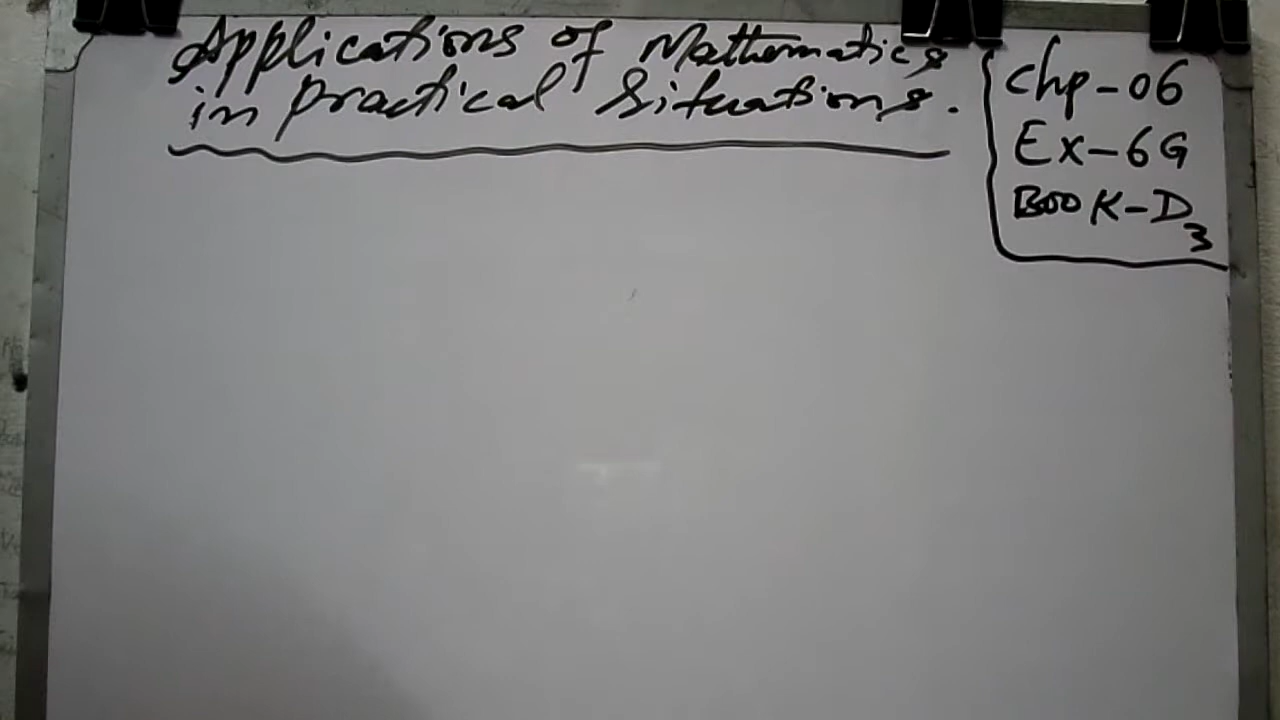 Applications of Mathematics
in practical Situations.
Chp-06
Ex-6G
BOOK-D3